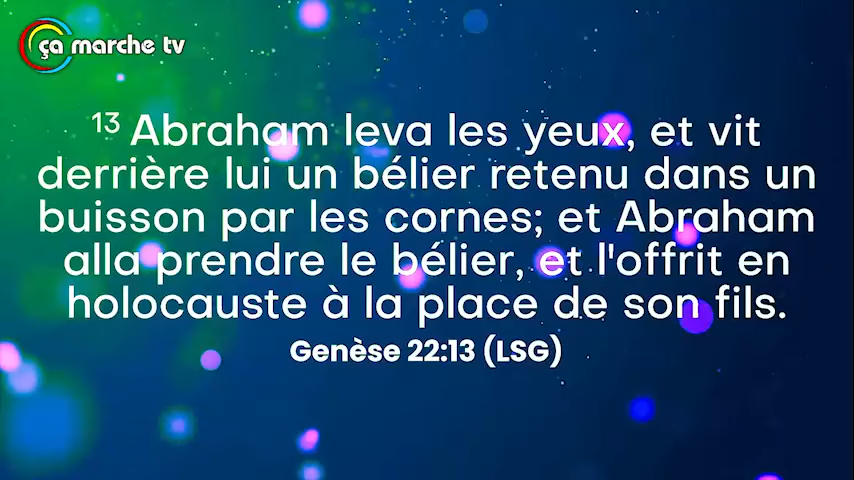 ça marche tv
13 Abraham leva les yeux, et vit
derrière lui un bélier retenu dans un
buisson par les cornes; et Abraham
alla prendre le bélier, et l'offrit en
holocauste à la place de son fils.
Genèse 22:13 (LSG)